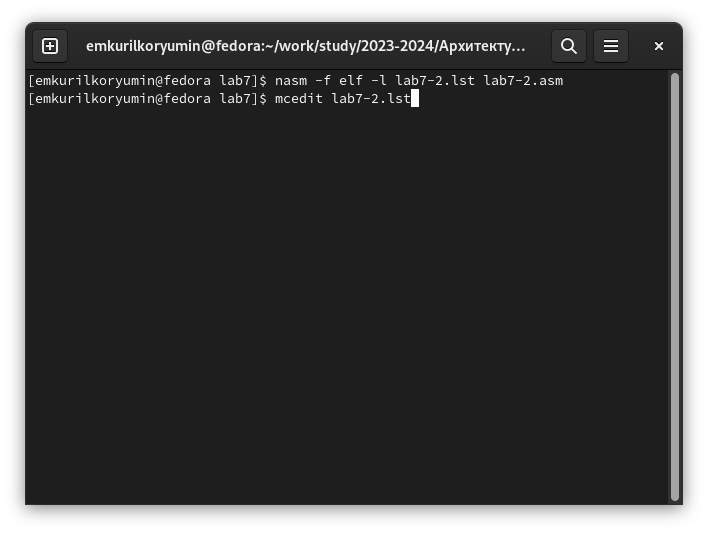 emkurilkoryumin@fedora:~/work/study/2023-2024/Архитекту...
[emkurilkoryumin@fedora lab7]$ nasm -f elf -l lab7-2.lst lab7-2.asm
[emkurilkoryumin@fedora lab7]$ mcedit lab7-2.lst